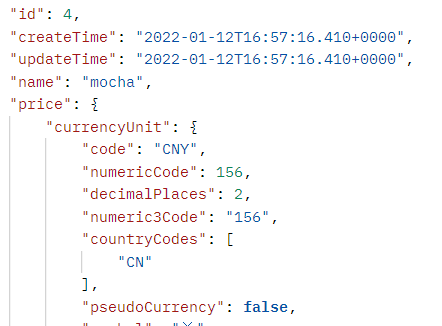 "id": 4,
"createTime": "2022-01-12T16:57:16.410+0000",
"updateTime": "2022-01-12T16:57:16.410+0000",
"name": "mocha",
"price": {
"currencyUnit": {
"code": "CNY",
"numericCode": 156,
"decimalPlaces": 2,
"numeric3Code": "156",
"countryCodes": [
"CN"
],
"pseudoCurrency": false,